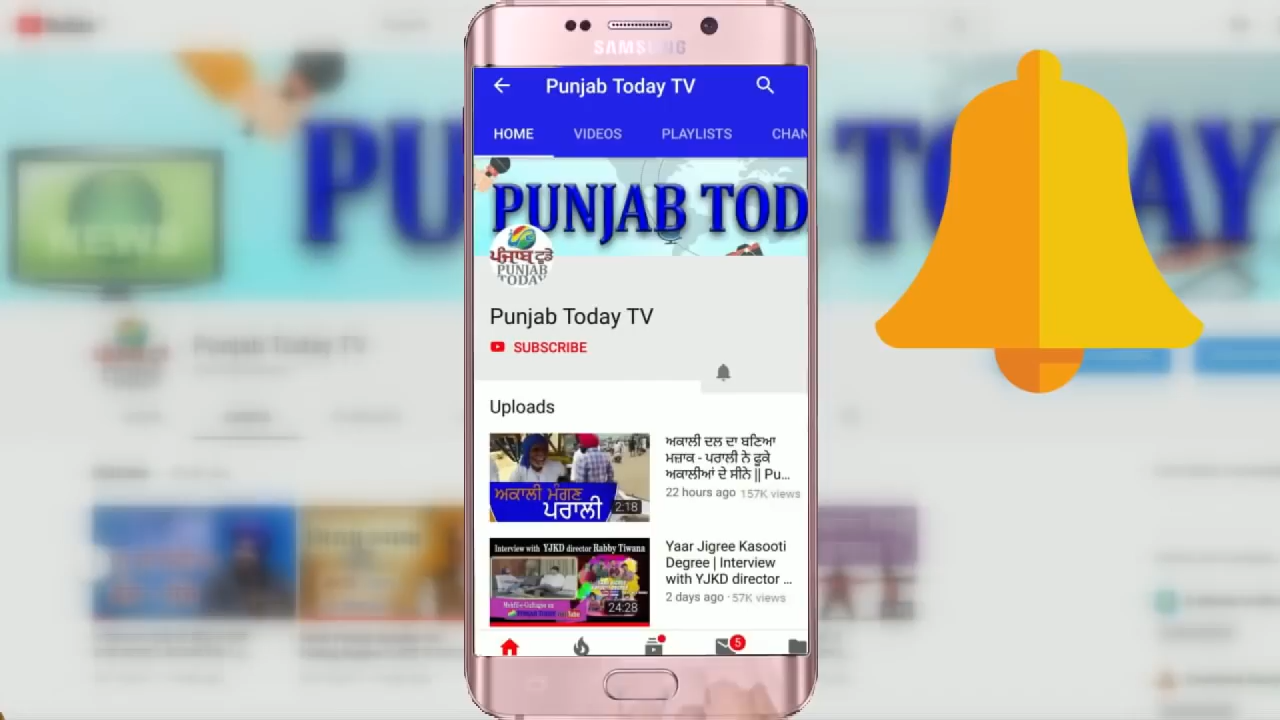 SAMSUNG
Punjab Today TV
HOME VIDEOS PLAYLISTS CHAN
PUNJAB TOD
ਪੰਜਾਬ ਟੂਡੇ
PUNJAB
TODAY
Punjab Today TV
SUBSCRIBE
Uploads
ਅਕਾਲੀ ਮੰਗਣ
ਪਰਾਲੀ
2:18
ਅਕਾਲੀ ਦਲ ਦਾ ਬਣਿਆ
ਮਜ਼ਾਕ - ਪਰਾਲੀ ਨੇ ਫੂਕੇ
ਅਕਾਲੀਆਂ ਦੇ ਸੀਨੇ || Pu...
22 hours ago 157K views
Interview with YJKD director Rabby Tiwana
24:28
Yaar Jigree Kasooti
Degree | Interview
with YJKD director ...
2 days ago · 57K views
5
PU
TODAY
NEWS
Punjab Today TV